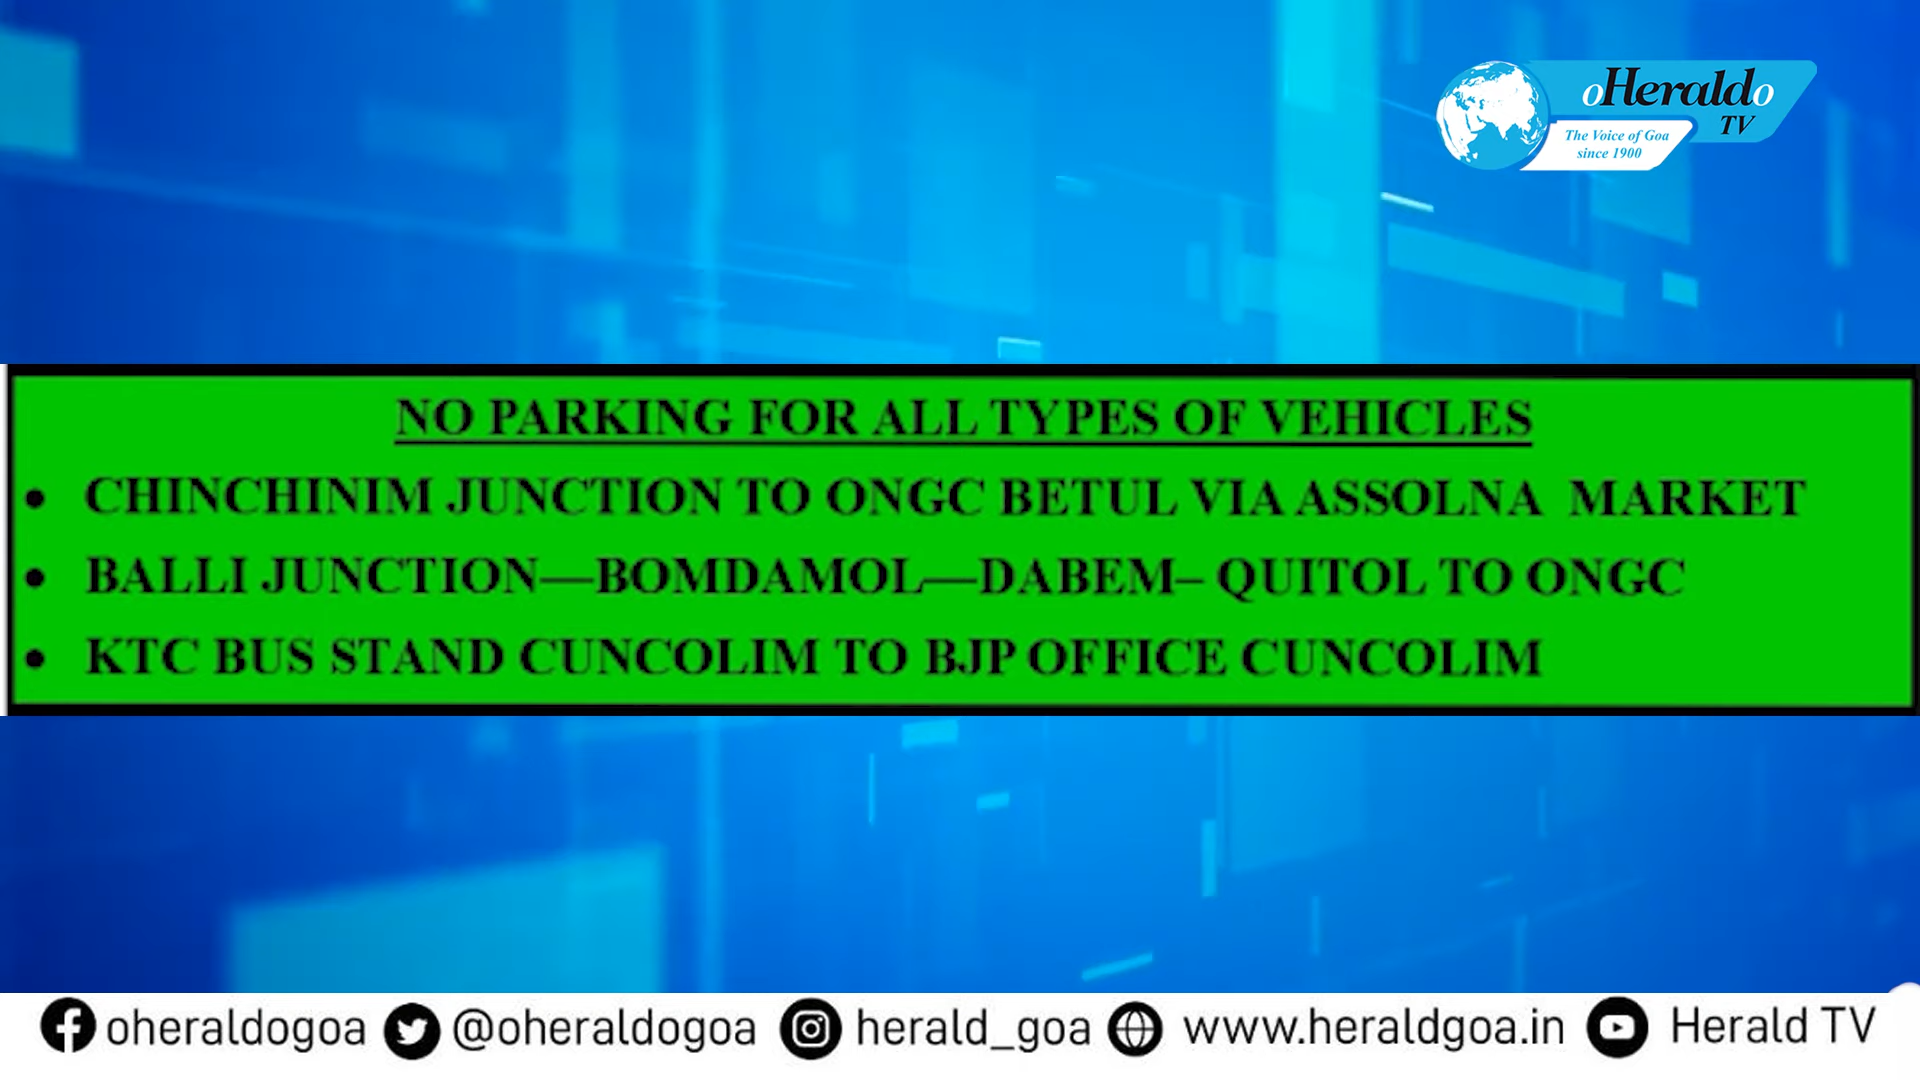 oHeraldo
TV
The Voice of Goa
since 1900
NO PARKING FOR ALL TYPES OF VEHICLES
• CHINCHINIM JUNCTION TO ONGC BETUL VIA ASSOLNA MARKET
• BALLI JUNCTION—BOMDAMOL—DABEM– QUITOL TO ONGC
• KTC BUS STAND CUNCOLIM TO BJP OFFICE CUNCOLIM
oheraldogoa @oheraldogoa herald_goa www.heraldgoa.in Herald TV